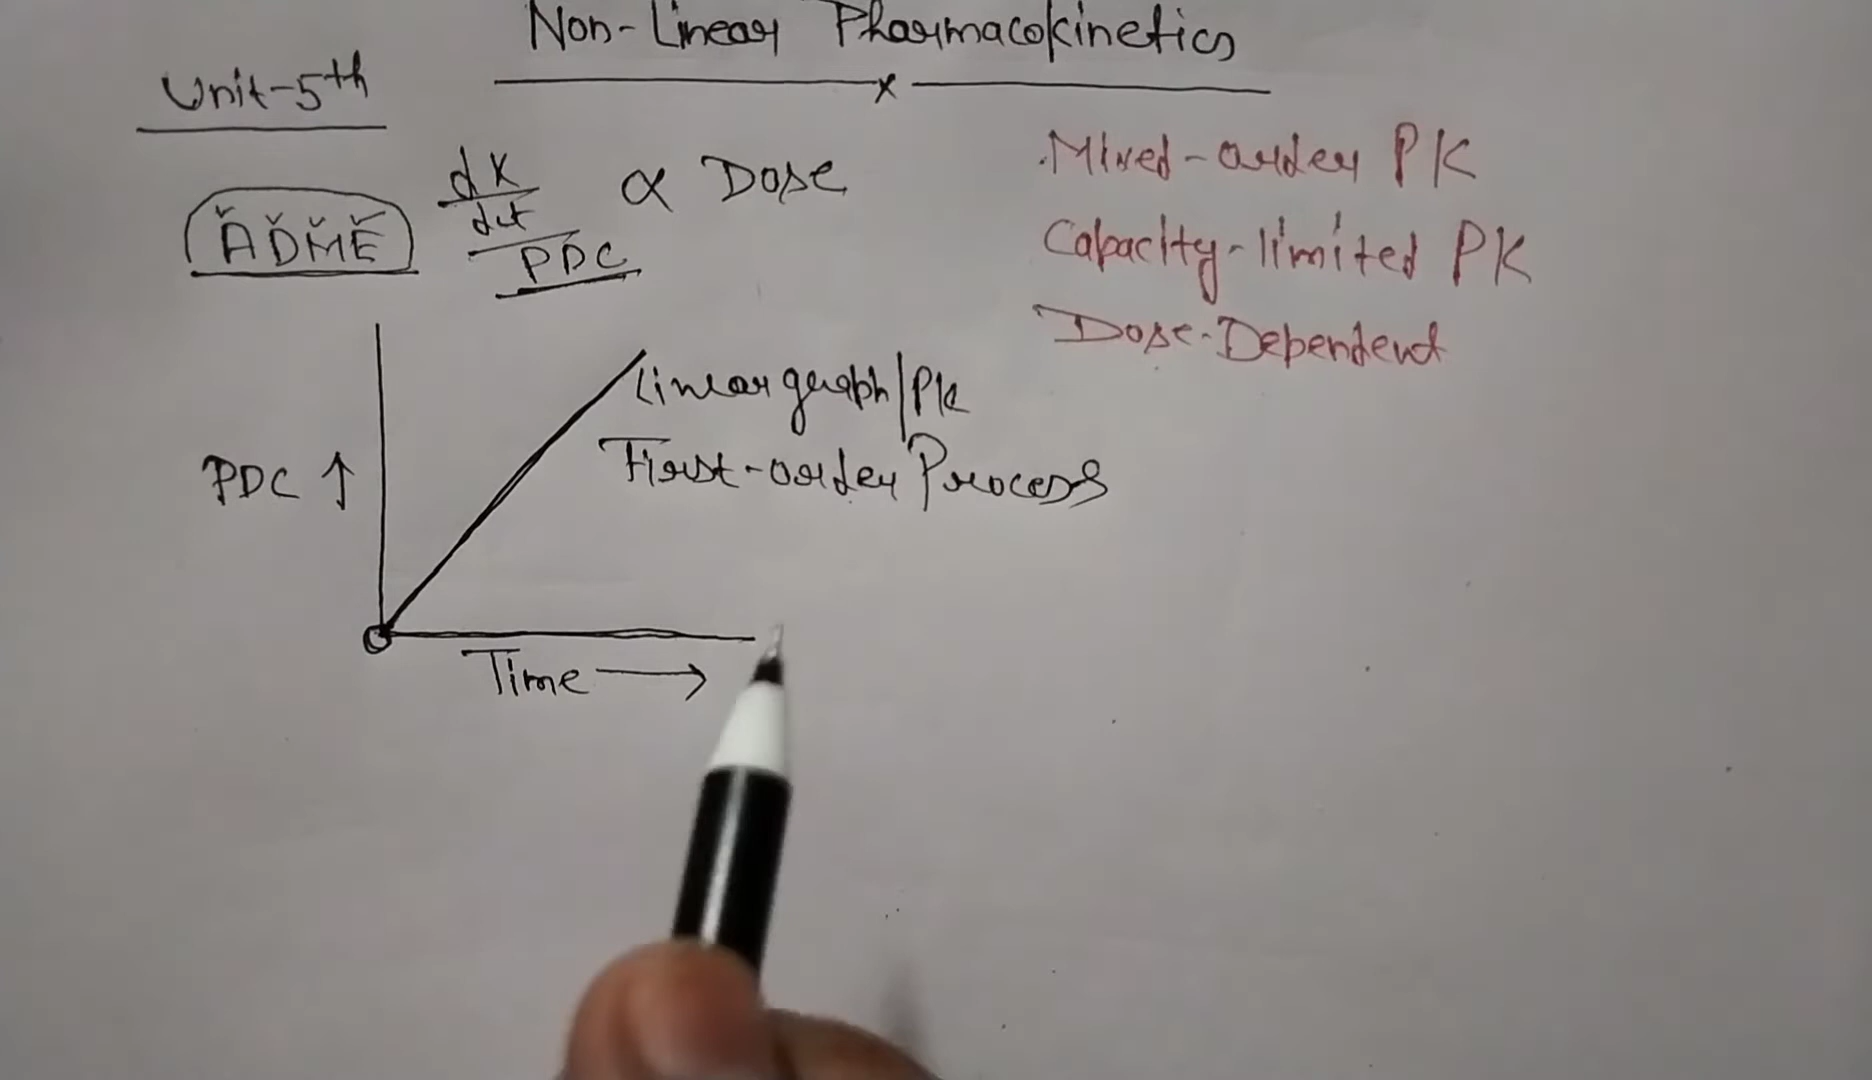 Non-Linear Pharmacokinetics
x
Unit-5th
ADME
dx
dt
∝ Dose
PDC
Mixed-order PK
Capacity-limited PK
Dose-Dependent
Linear graph/PK
First-order Process
PDC ↑
Time →